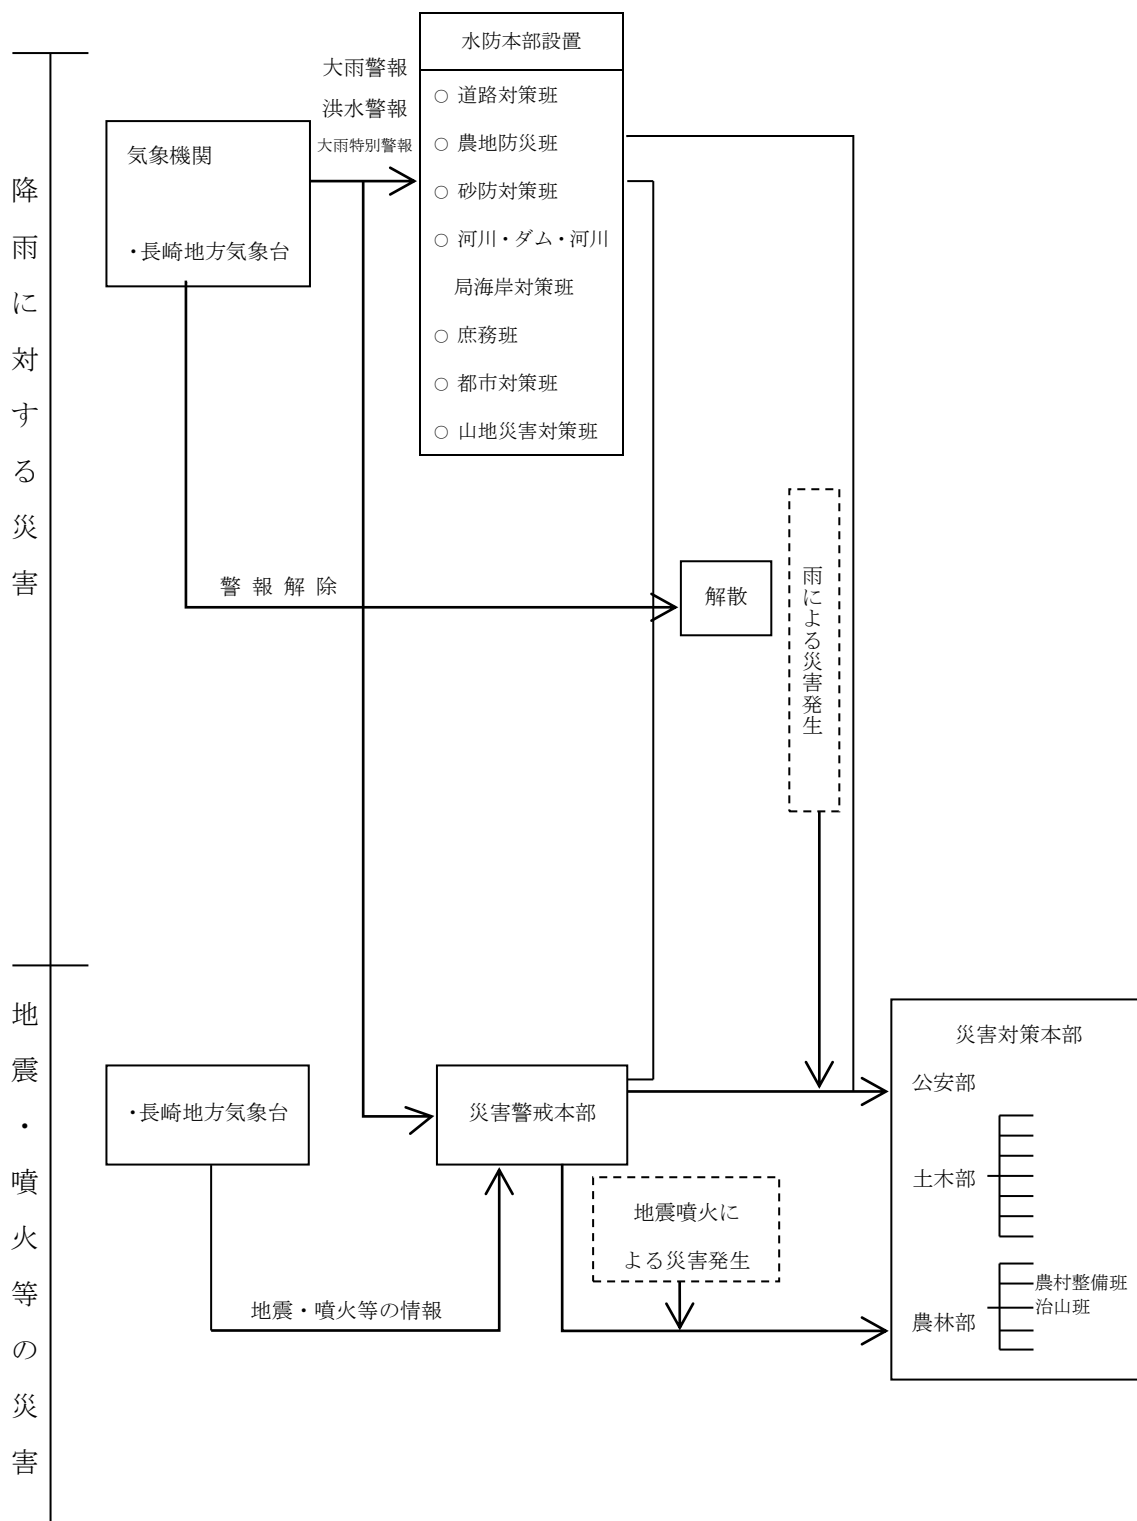 降雨に対する災害
水防本部設置
大雨警報
洪水警報
大雨特別警報
○ 道路対策班
○ 農地防災班
○ 砂防対策班
○ 河川・ダム・河川
局海岸対策班
○ 庶務班
○ 都市対策班
○ 山地災害対策班
気象機関
・長崎地方気象台
警報解除
解散
雨による災害発生
地震・噴火等の災害
・長崎地方気象台
災害警戒本部
地震噴火に
よる災害発生
地震・噴火等の情報
災害対策本部
公安部
土木部
農林部
農村整備班
治山班